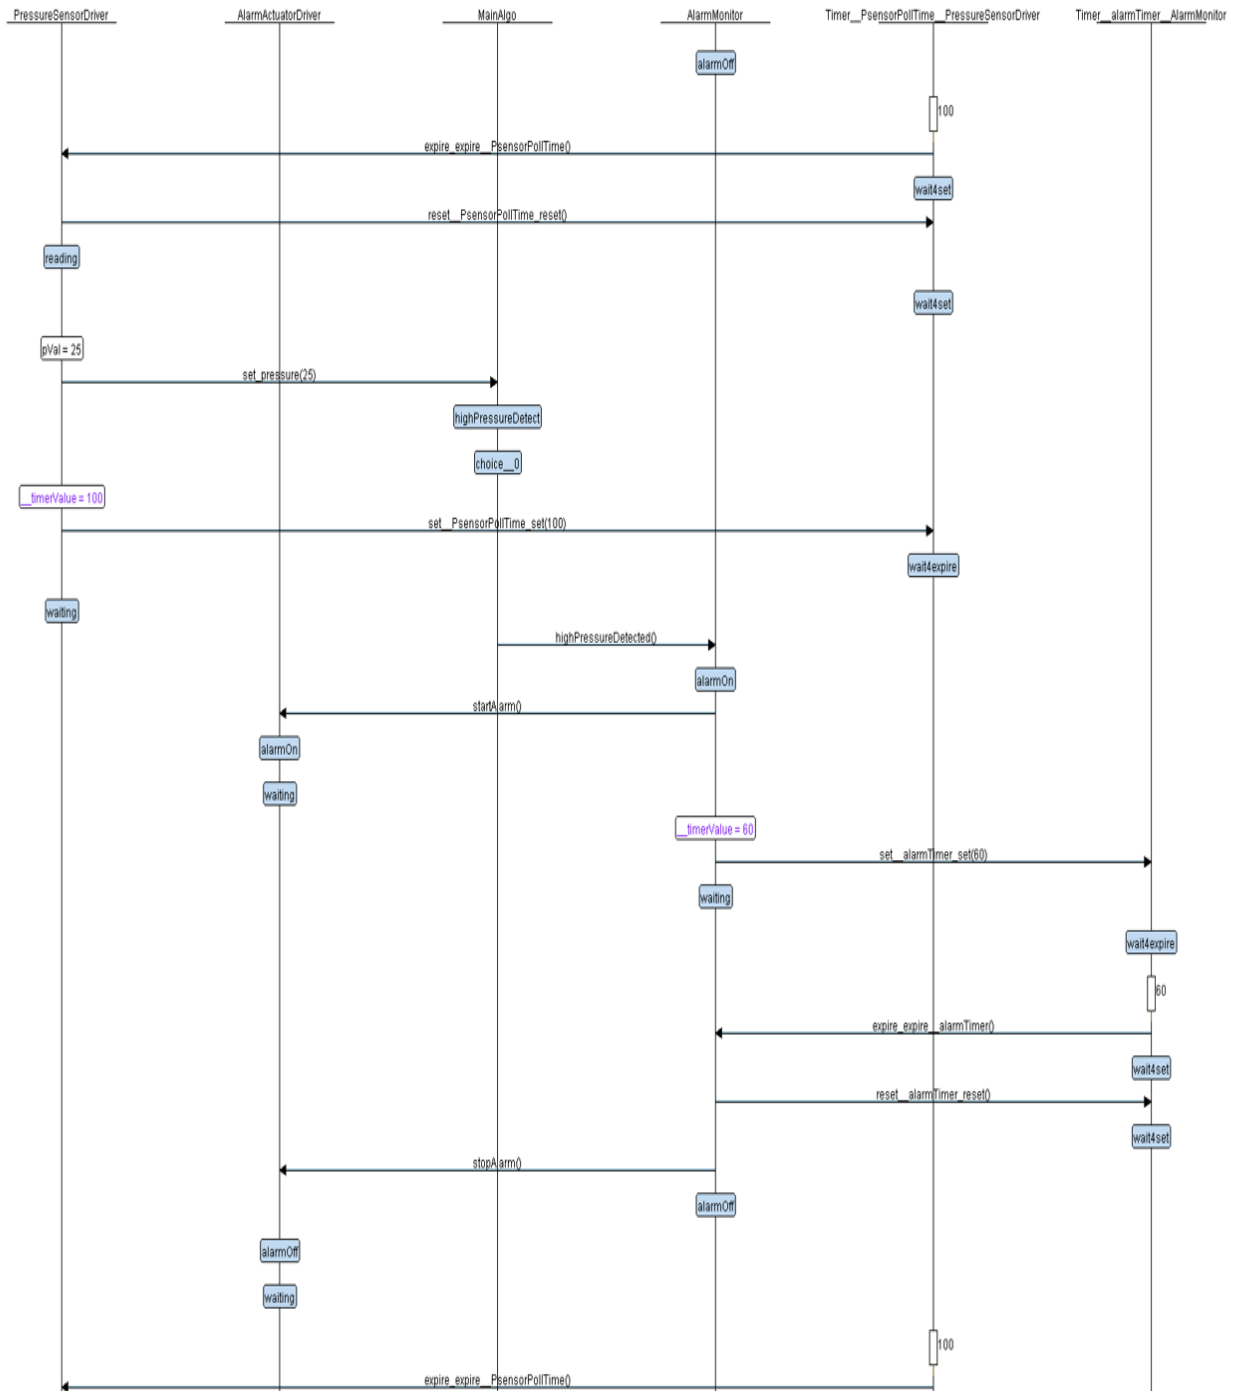 PressureSensorDriver
AlarmActuatorDriver
MainAlgo
AlarmMonitor
Timer__PsensorPollTime__PressureSensorDriver
Timer__alarmTimer__AlarmMonitor
alarmOff
100
expire_expire__PsensorPollTime()
wait4set
reset__PsensorPollTime_reset()
reading
wait4set
pVal = 25
set_pressure(25)
highPressureDetect
choice__0
__timerValue = 100
set__PsensorPollTime_set(100)
wait4expire
waiting
highPressureDetected()
alarmOn
startAlarm()
alarmOn
waiting
__timerValue = 60
set__alarmTimer_set(60)
waiting
wait4expire
60
expire_expire__alarmTimer()
wait4set
reset__alarmTimer_reset()
wait4set
stopAlarm()
alarmOff
alarmOff
waiting
100
expire_expire__PsensorPollTime()